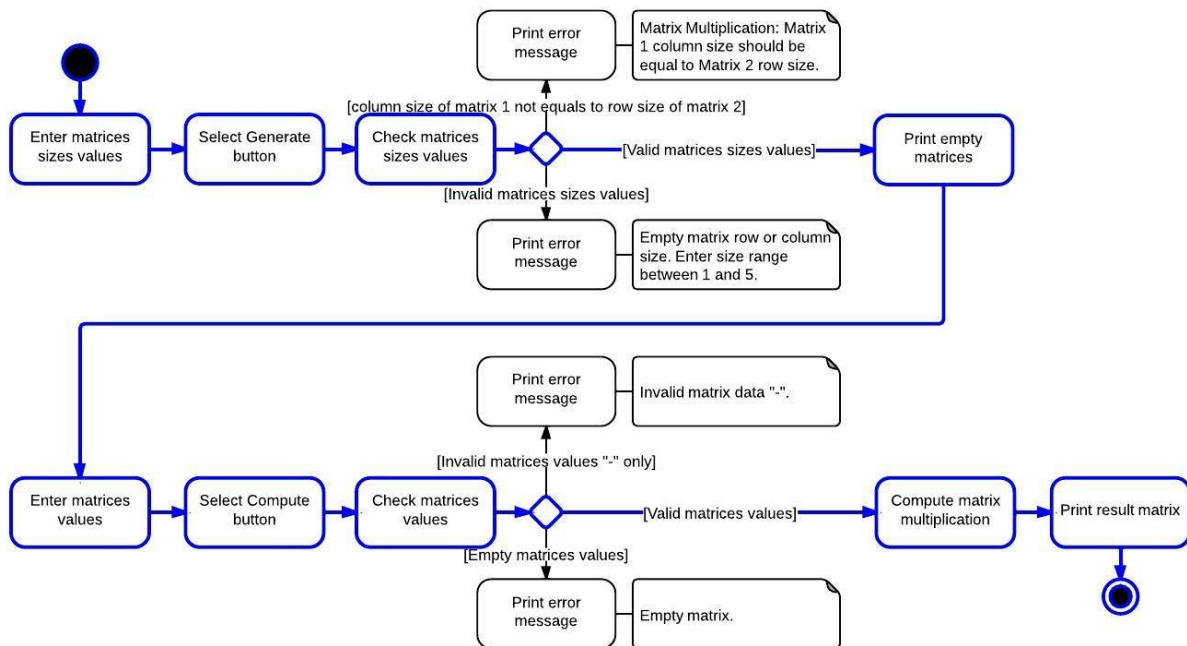 Print error
message
Matrix Multiplication: Matrix
1 column size should be
equal to Matrix 2 row size.
[column size of matrix 1 not equals to row size of matrix 2]
Enter matrices
sizes values
Select Generate
button
Check matrices
sizes values
[Valid matrices sizes values]
Print empty
matrices
[Invalid matrices sizes values]
Print error
message
Empty matrix row or column
size. Enter size range
between 1 and 5.
Print error
message
Invalid matrix data "-".
[Invalid matrices values "-" only]
Enter matrices
values
Select Compute
button
Check matrices
values
[Valid matrices values]
Compute matrix
multiplication
Print result matrix
[Empty matrices values]
Print error
message
Empty matrix.